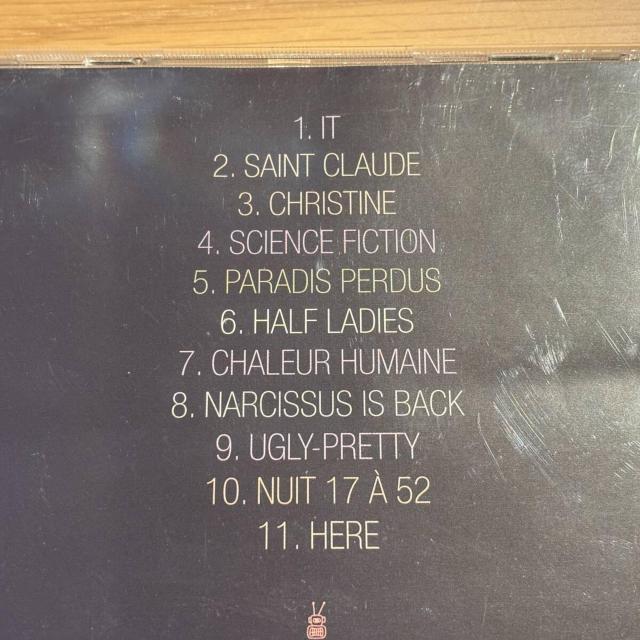 1. IT
2. SAINT CLAUDE
3. CHRISTINE
4. SCIENCE FICTION
5. PARADIS PERDUS
6. HALF LADIES
7. CHALEUR HUMAINE
8. NARCISSUS IS BACK
9. UGLY-PRETTY
10. NUIT 17 À 52
11. HERE